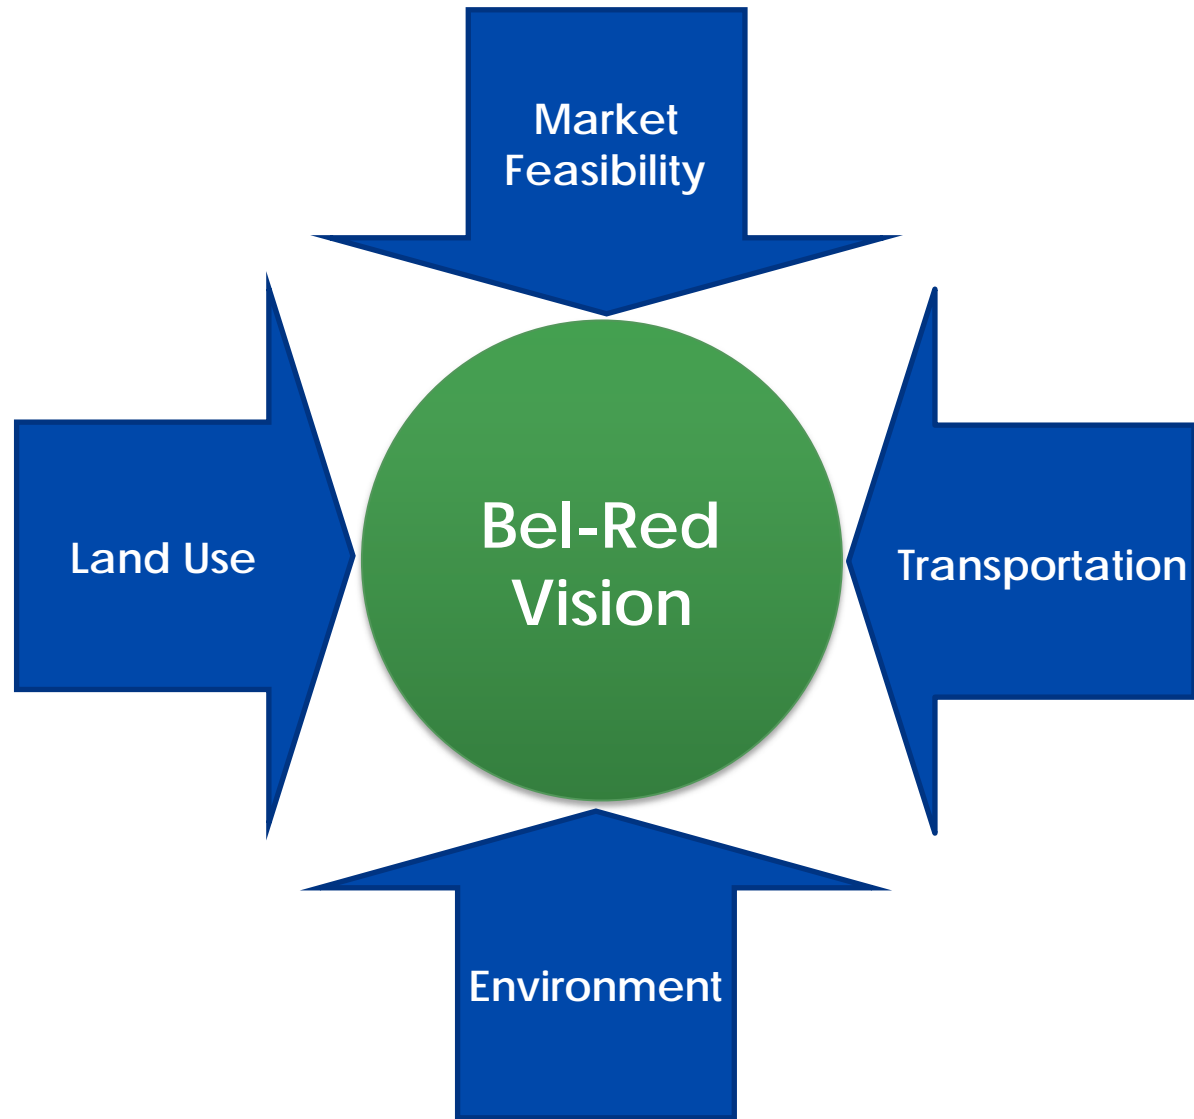 Market
Feasibility
Land Use
Bel-Red
Vision
Transportation
Environment